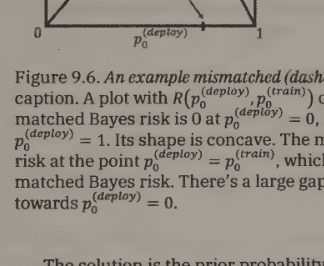 0 1
p₀^(deploy)
Figure 9.6. An example mismatched (dash
caption. A plot with R(p₀^(deploy), p₀^(train))
matched Bayes risk is 0 at p₀^(deploy) = 0,
p₀^(deploy) = 1. Its shape is concave. The m
risk at the point p₀^(deploy) = p₀^(train), which
matched Bayes risk. There's a large gap
towards p₀^(deploy) = 0.
The solution is the prior probability